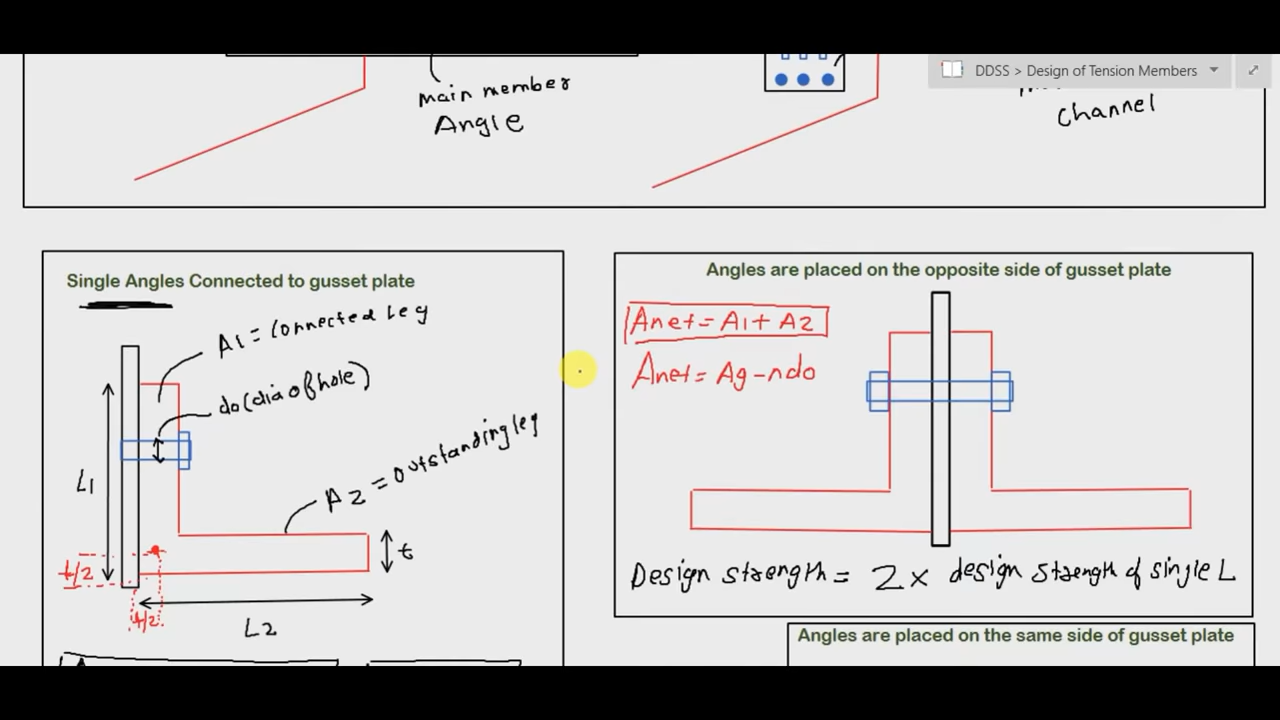 DDSS > Design of Tension Members
main member
Angle
channel
Single Angles Connected to gusset plate
A1 = connected leg
do (dia of hole)
A2 = outstanding leg
L1
t
t/2
t/2
L2
Angles are placed on the opposite side of gusset plate
Anet = A1 + A2
Anet = Ag - ndo
Design strength = 2 x design strength of single L
Angles are placed on the same side of gusset plate